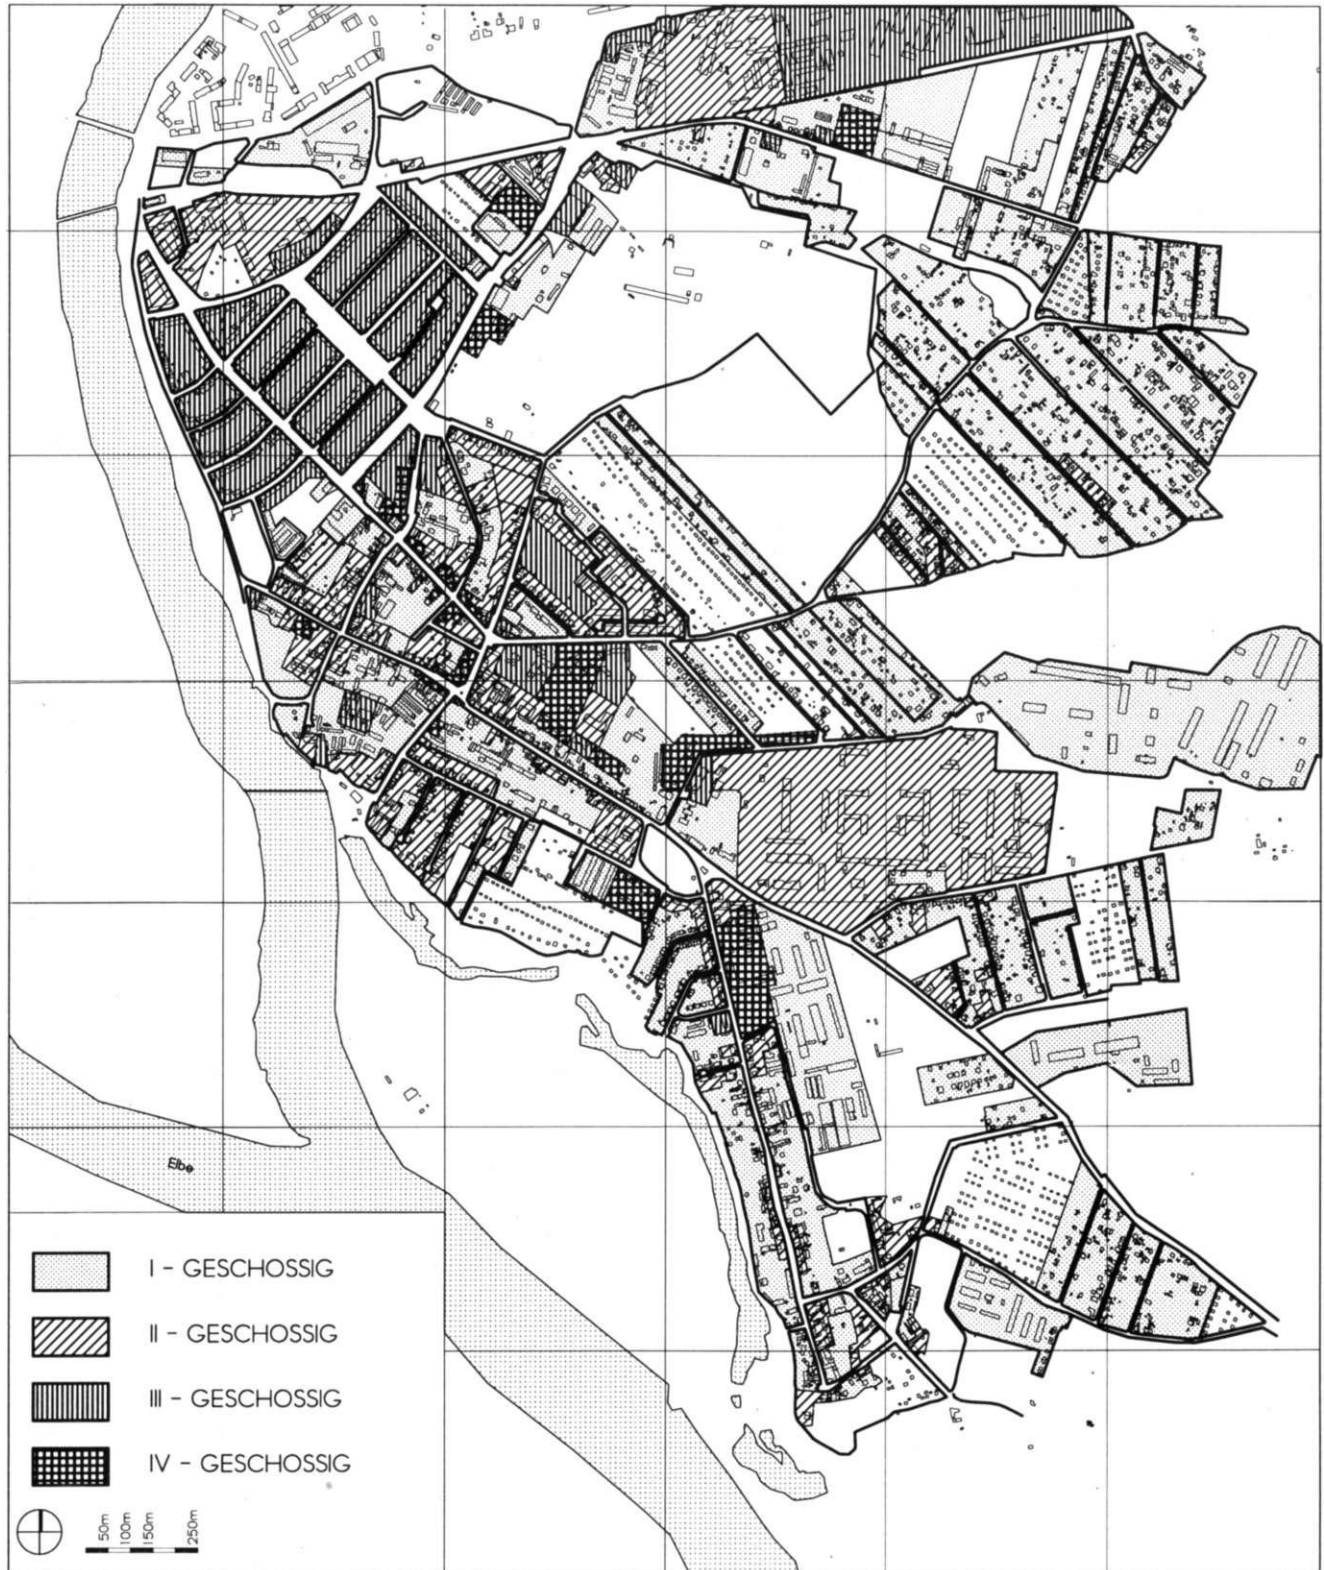 Elbe
I - GESCHOSSIG
II - GESCHOSSIG
III - GESCHOSSIG
IV - GESCHOSSIG
50m
100m
150m
250m